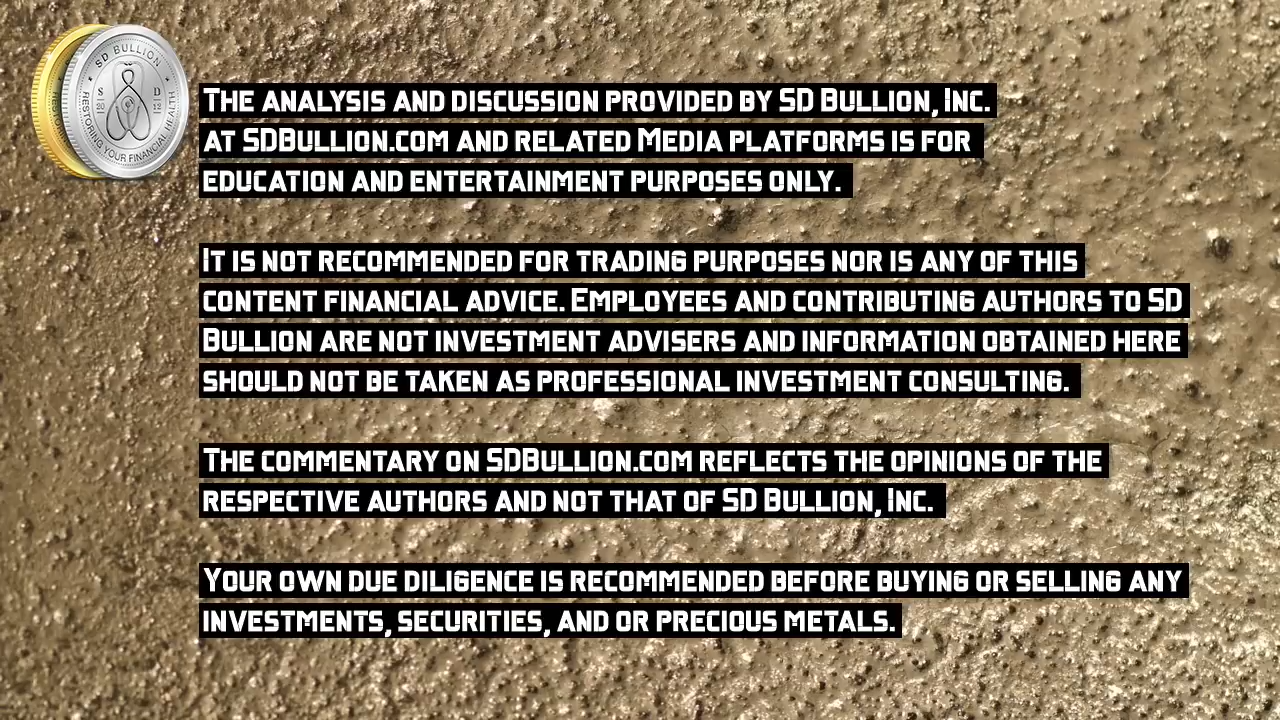 SD BULLION
S D
20 12
RESTORING YOUR FINANCIAL HEALTH
The analysis and discussion provided by SD Bullion, Inc.
at SDBullion.com and related Media platforms is for
education and entertainment purposes only.
It is not recommended for trading purposes nor is any of this
content financial advice. Employees and contributing authors to SD
Bullion are not investment advisers and information obtained here
should not be taken as professional investment consulting.
The commentary on SDBullion.com reflects the opinions of the
respective authors and not that of SD Bullion, Inc.
Your own due diligence is recommended before buying or selling any
investments, securities, and or precious metals.